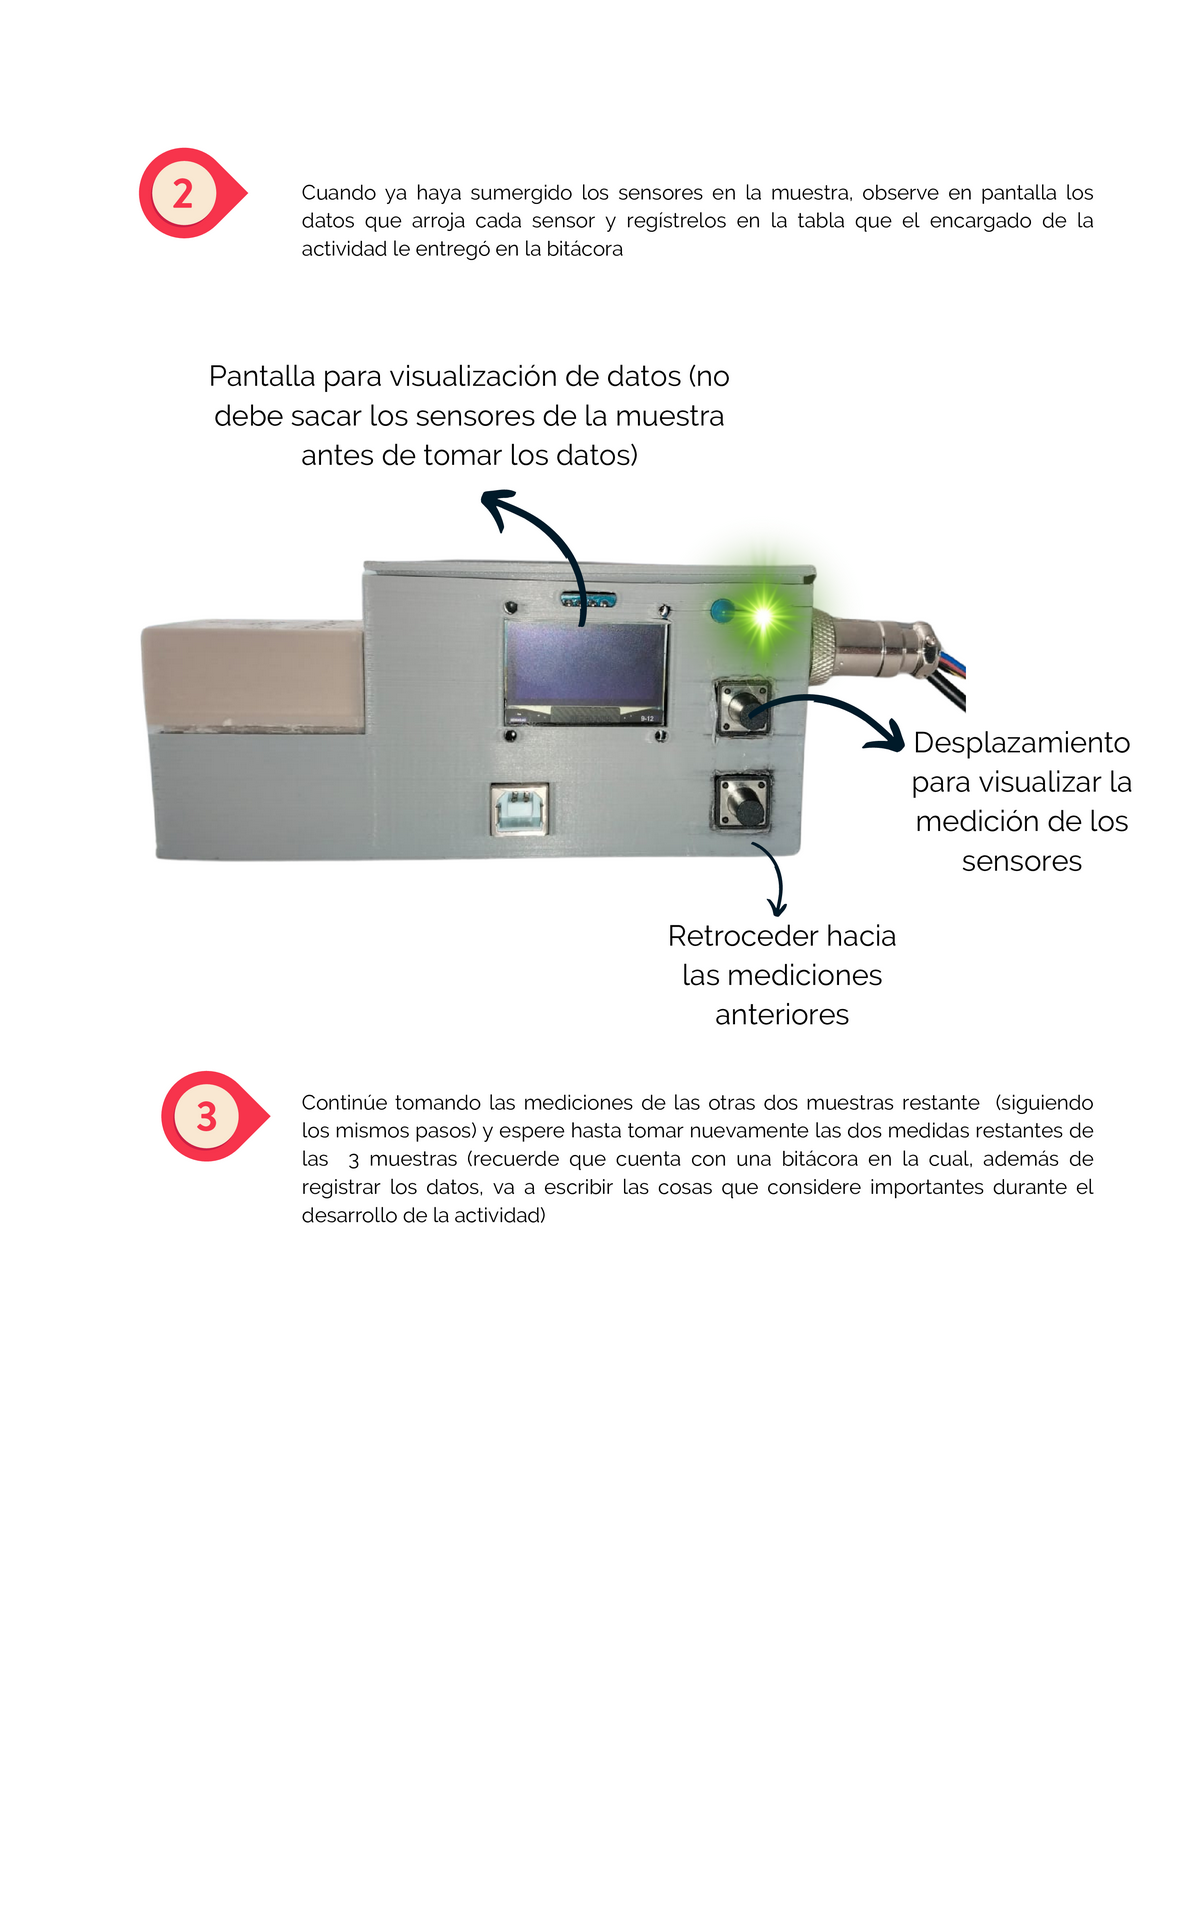 2
Cuando ya haya sumergido los sensores en la muestra, observe en pantalla los
datos que arroja cada sensor y regístrelos en la tabla que el encargado de la
actividad le entregó en la bitácora
Pantalla para visualización de datos (no
debe sacar los sensores de la muestra
antes de tomar los datos)
9-12
Desplazamiento
para visualizar la
medición de los
sensores
Retroceder hacia
las mediciones
anteriores
3
Continúe tomando las mediciones de las otras dos muestras restante (siguiendo
los mismos pasos) y espere hasta tomar nuevamente las dos medidas restantes de
las 3 muestras (recuerde que cuenta con una bitácora en la cual, además de
registrar los datos, va a escribir las cosas que considere importantes durante el
desarrollo de la actividad)